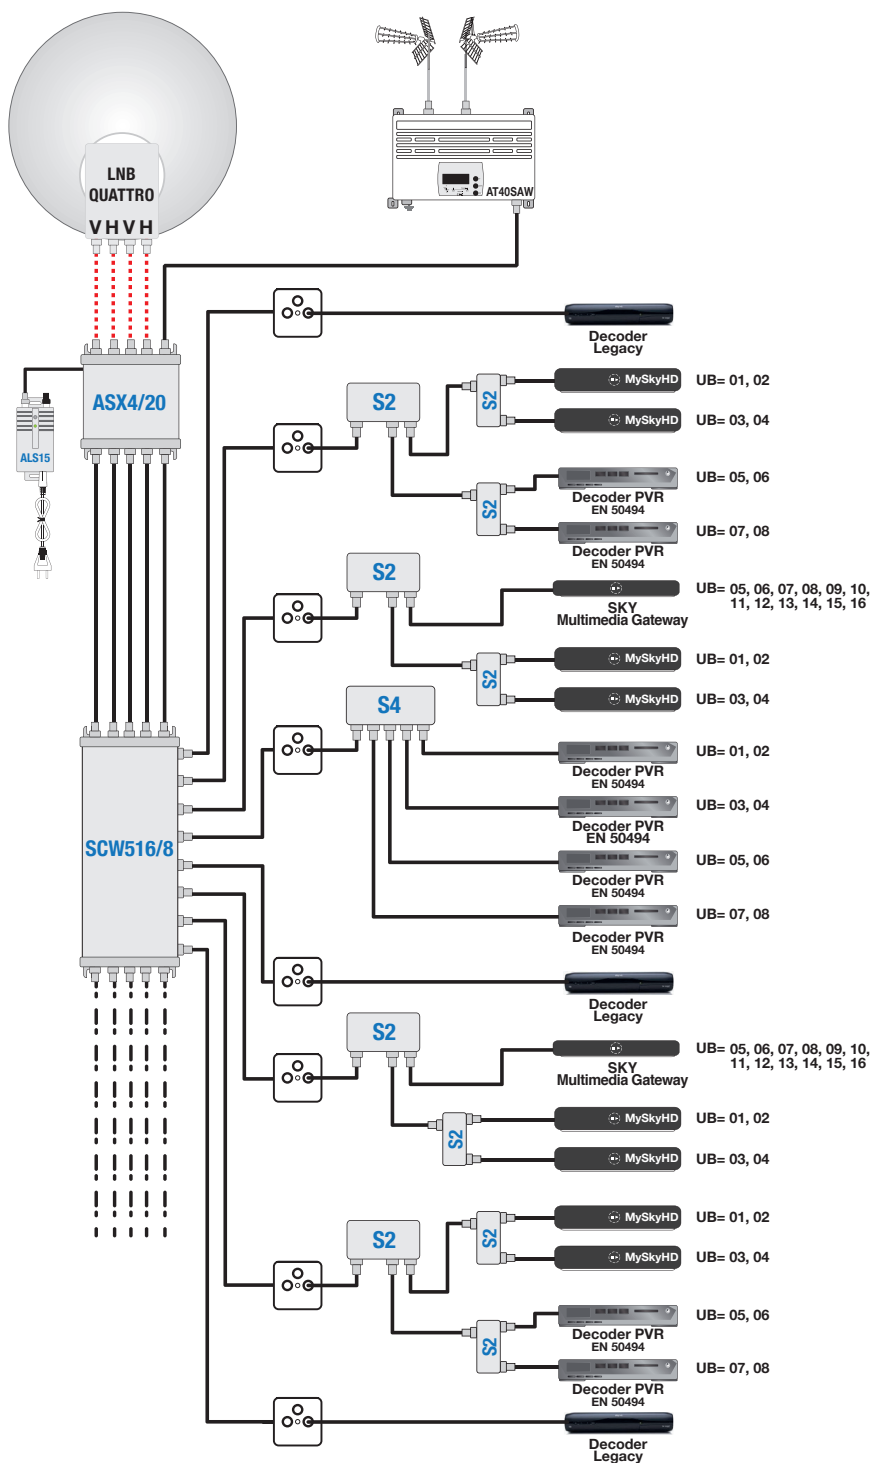 LNB
QUATTRO
V H V H
AT40SAW
Decoder
Legacy
ASX4/20
ALS15
S2
S2
MySkyHD
UB= 01, 02
MySkyHD
UB= 03, 04
S2
Decoder PVR
EN 50494
UB= 05, 06
Decoder PVR
EN 50494
UB= 07, 08
S2
SKY
Multimedia Gateway
UB= 05, 06, 07, 08, 09, 10,
11, 12, 13, 14, 15, 16
S2
MySkyHD
UB= 01, 02
MySkyHD
UB= 03, 04
S4
Decoder PVR
EN 50494
UB= 01, 02
Decoder PVR
EN 50494
UB= 03, 04
SCW516/8
Decoder PVR
EN 50494
UB= 05, 06
Decoder PVR
EN 50494
UB= 07, 08
Decoder
Legacy
S2
SKY
Multimedia Gateway
UB= 05, 06, 07, 08, 09, 10,
11, 12, 13, 14, 15, 16
S2
MySkyHD
UB= 01, 02
MySkyHD
UB= 03, 04
S2
S2
MySkyHD
UB= 01, 02
MySkyHD
UB= 03, 04
S2
Decoder PVR
EN 50494
UB= 05, 06
Decoder PVR
EN 50494
UB= 07, 08
Decoder
Legacy